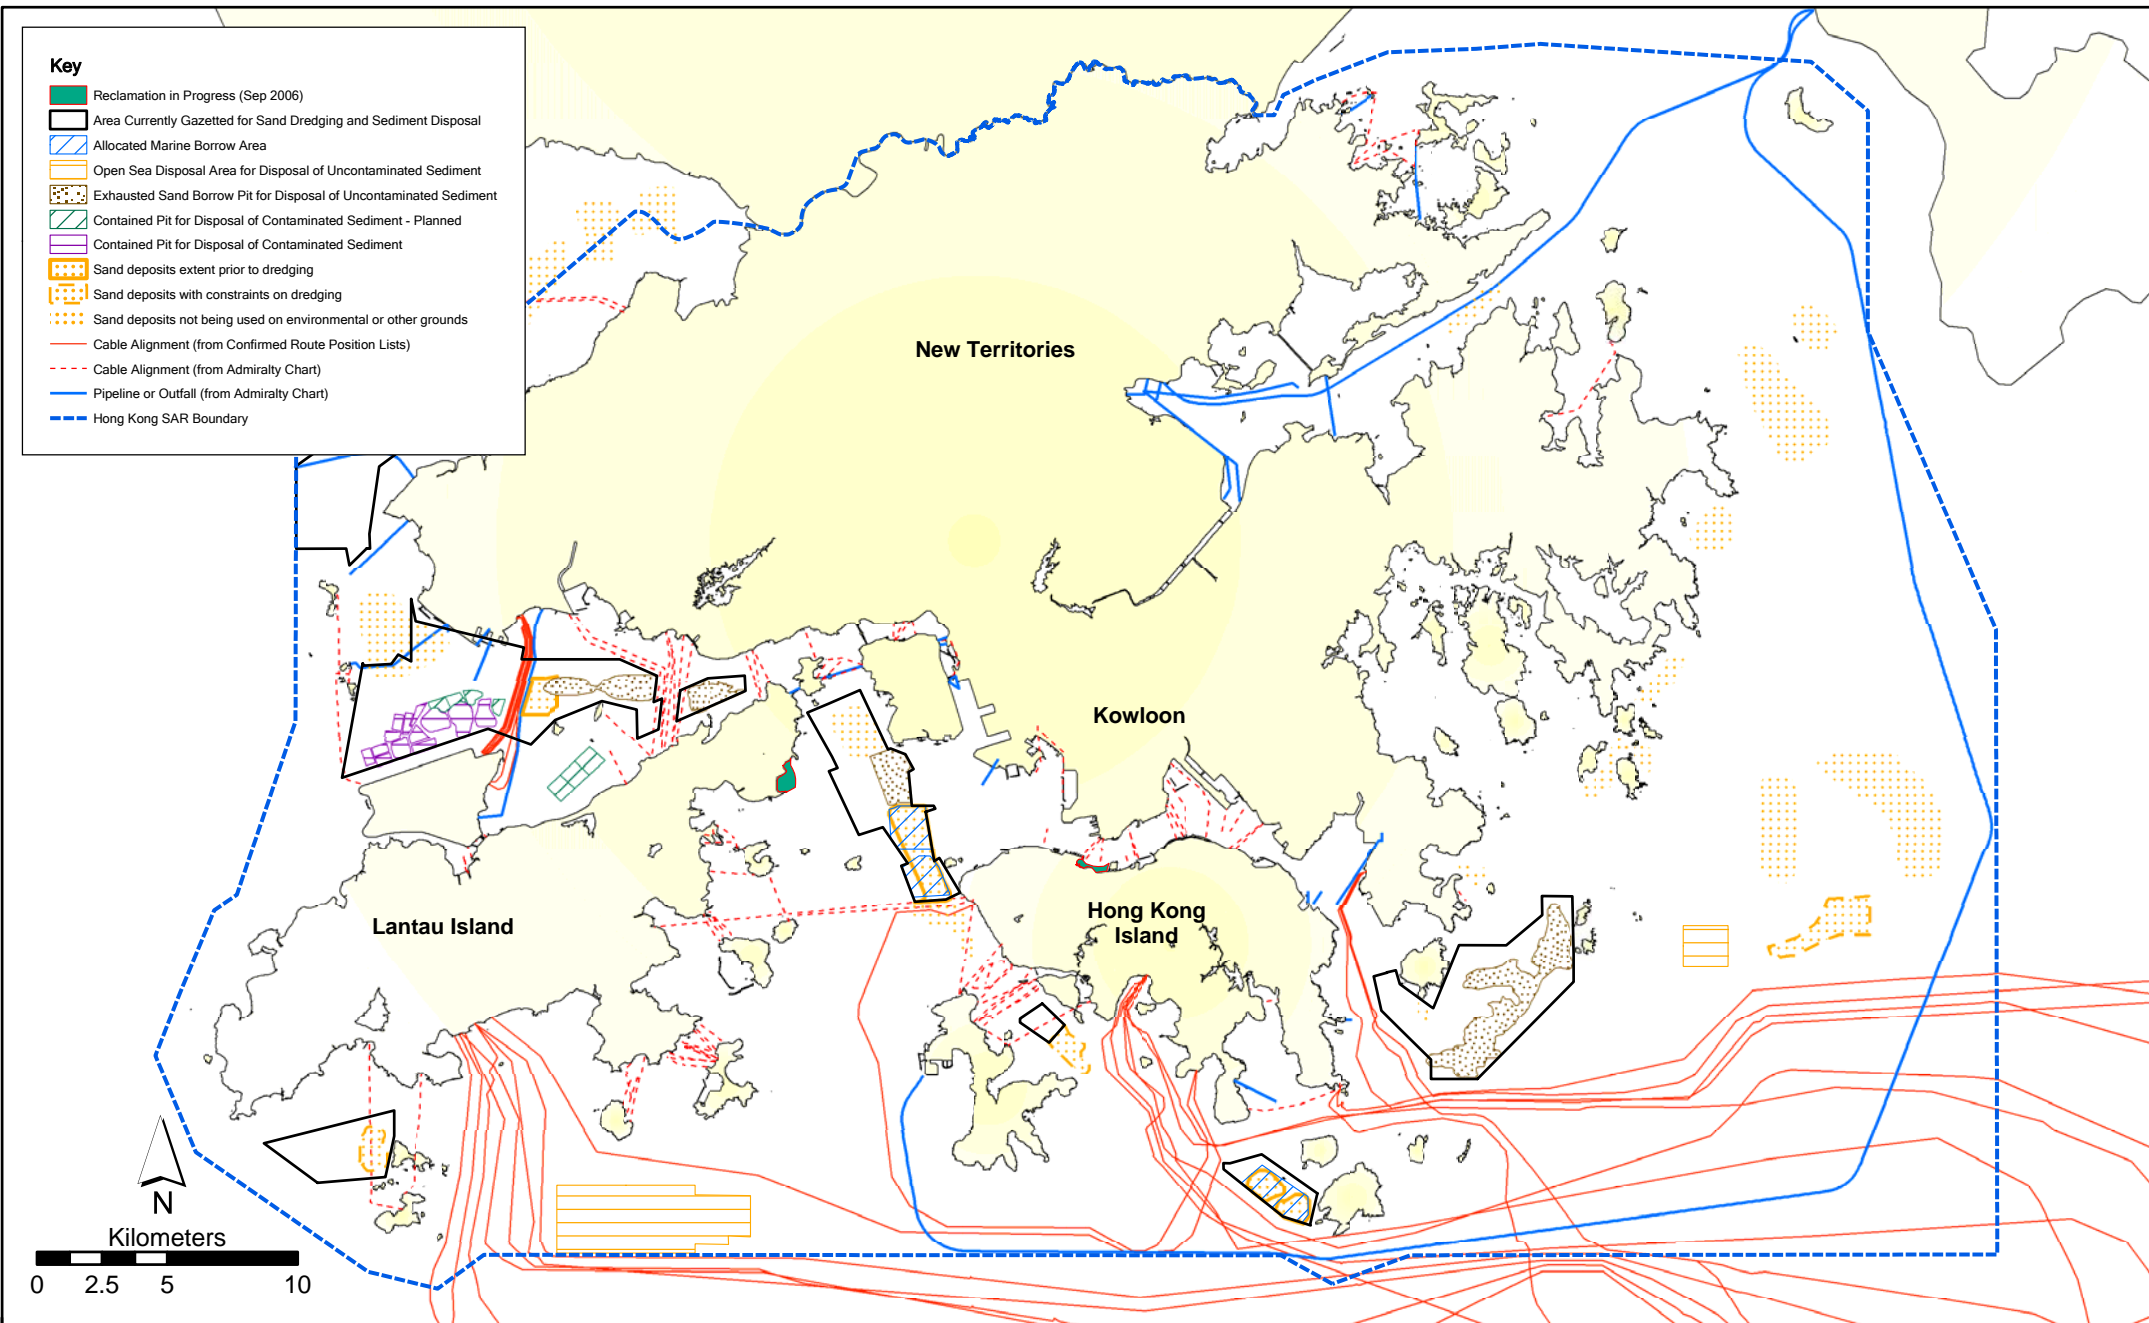 Key
Reclamation in Progress (Sep 2006)
Area Currently Gazetted for Sand Dredging and Sediment Disposal
Allocated Marine Borrow Area
Open Sea Disposal Area for Disposal of Uncontaminated Sediment
Exhausted Sand Borrow Pit for Disposal of Uncontaminated Sediment
Contained Pit for Disposal of Contaminated Sediment - Planned
Contained Pit for Disposal of Contaminated Sediment
Sand deposits extent prior to dredging
Sand deposits with constraints on dredging
Sand deposits not being used on environmental or other grounds
Cable Alignment (from Confirmed Route Position Lists)
Cable Alignment (from Admiralty Chart)
Pipeline or Outfall (from Admiralty Chart)
Hong Kong SAR Boundary
New Territories
Kowloon
Hong Kong
Island
Lantau Island
N
Kilometers
0 2.5 5 10